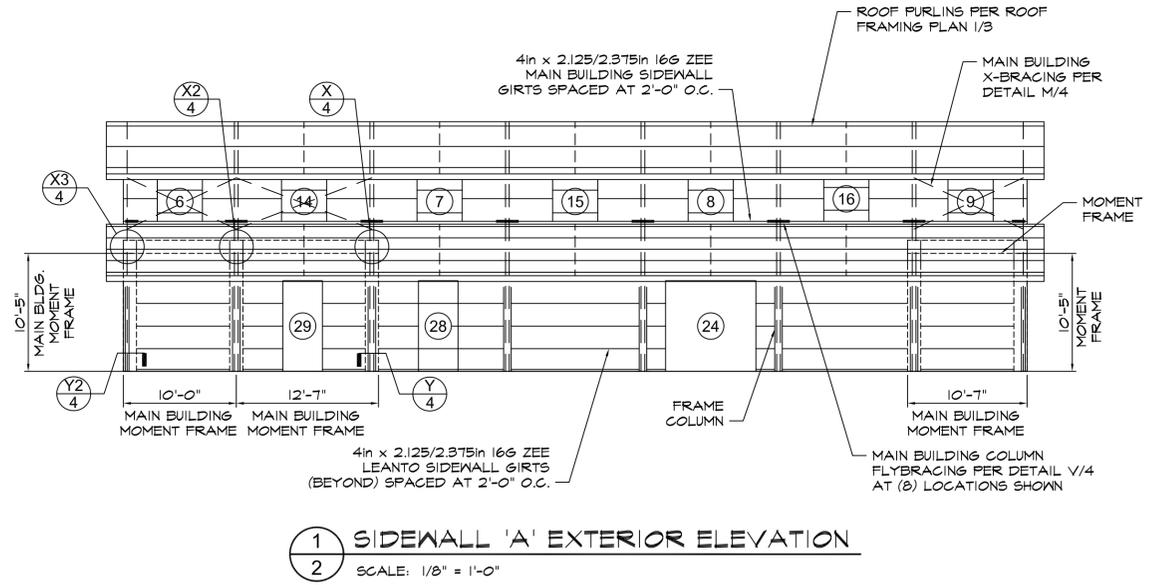 ROOF PURLINS PER ROOF
FRAMING PLAN 1/3
4in x 2.125/2.375in 16G ZEE
MAIN BUILDING SIDEWALL
GIRTS SPACED AT 2'-0" O.C.
MAIN BUILDING
X-BRACING PER
DETAIL M/4
X2
4
X
4
X3
4
6
14
7
15
8
16
9
MOMENT
FRAME
10'-5"
MAIN BLDG.
MOMENT
FRAME
29
28
24
10'-5"
MOMENT
FRAME
Y2
4
Y
4
10'-0"
MAIN BUILDING
MOMENT FRAME
12'-7"
MAIN BUILDING
MOMENT FRAME
FRAME
COLUMN
10'-7"
MAIN BUILDING
MOMENT FRAME
4in x 2.125/2.375in 16G ZEE
LEANTO SIDEWALL GIRTS
(BEYOND) SPACED AT 2'-0" O.C.
MAIN BUILDING COLUMN
FLYBRACING PER DETAIL V/4
AT (8) LOCATIONS SHOWN
1
2
SIDEWALL 'A' EXTERIOR ELEVATION
SCALE: 1/8" = 1'-0"